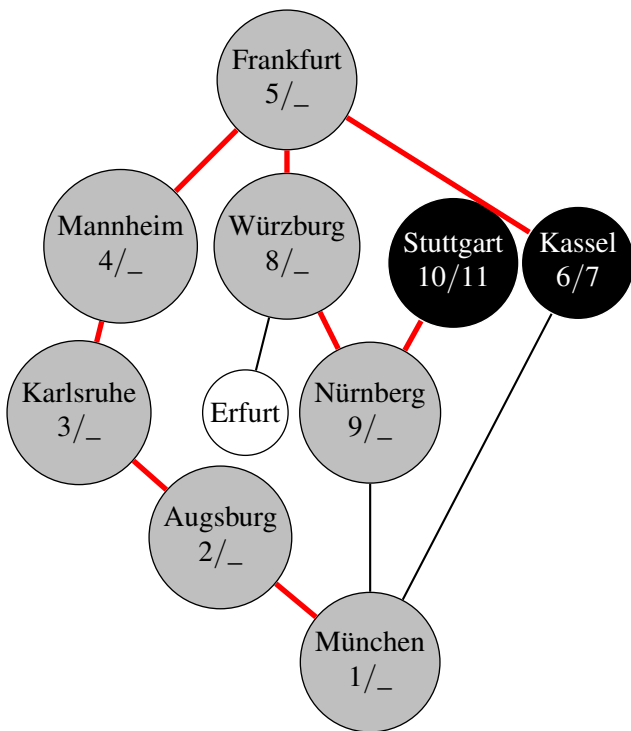 Frankfurt
5/_
Mannheim
4/_
Würzburg
8/_
Stuttgart
10/11
Kassel
6/7
Karlsruhe
3/_
Erfurt
Nürnberg
9/_
Augsburg
2/_
München
1/_